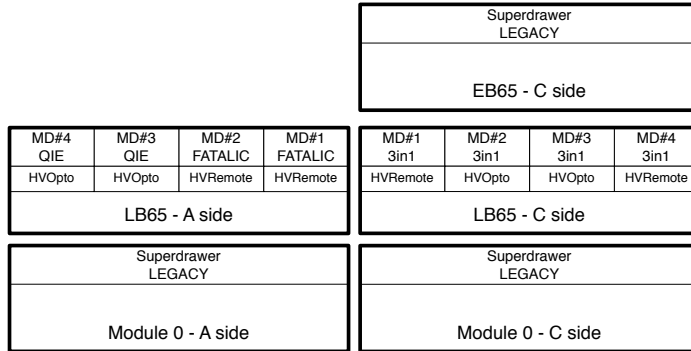 Superdrawer
LEGACY
EB65 - C side
MD#4 MD#3 MD#2 MD#1
QIE QIE FATALIC FATALIC
HVOpto HVOpto HVRemote HVRemote
LB65 - A side
MD#1 MD#2 MD#3 MD#4
3in1 3in1 3in1 3in1
HVRemote HVOpto HVOpto HVRemote
LB65 - C side
Superdrawer
LEGACY
Module 0 - A side
Superdrawer
LEGACY
Module 0 - C side